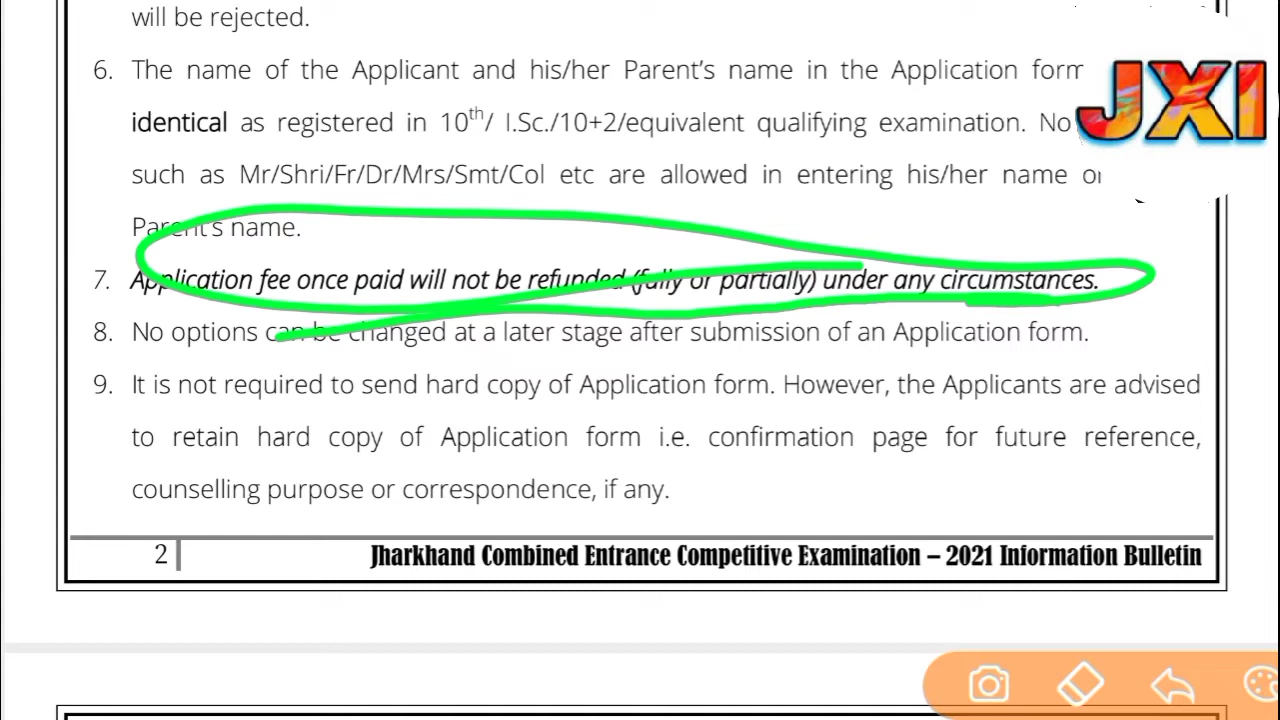 will be rejected.
6. The name of the Applicant and his/her Parent's name in the Application form
identical as registered in 10th/ I.Sc./10+2/equivalent qualifying examination. No
such as Mr/Shri/Fr/Dr/Mrs/Smt/Col etc are allowed in entering his/her name or
Parent's name.
7. Application fee once paid will not be refunded (fully or partially) under any circumstances.
8. No options can be changed at a later stage after submission of an Application form.
9. It is not required to send hard copy of Application form. However, the Applicants are advised
to retain hard copy of Application form i.e. confirmation page for future reference,
counselling purpose or correspondence, if any.
2 Jharkhand Combined Entrance Competitive Examination – 2021 Information Bulletin
JXI